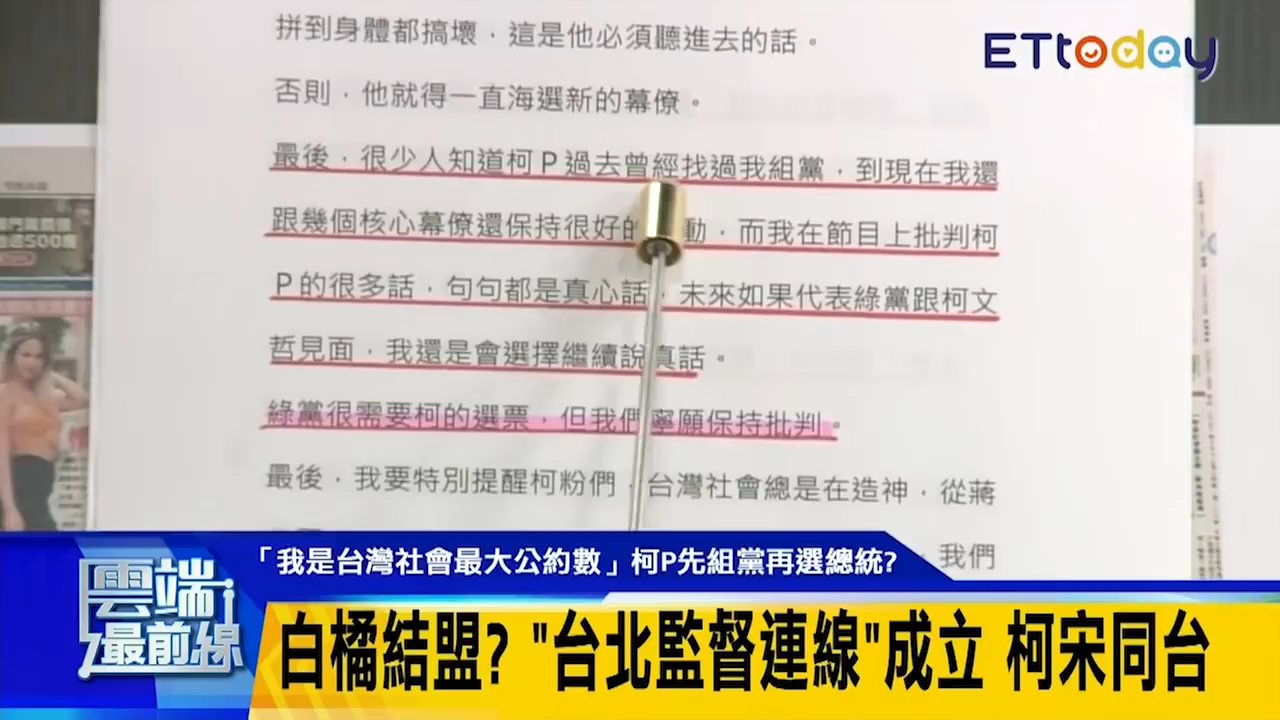 拼到身體都搞壞，這是他必須聽進去的話。
ETtoday
否則，他就得一直海選新的幕僚。
最後，很少人知道柯P過去曾經找過我組黨，到現在我還
跟幾個核心幕僚還保持很好的 動，而我在節目上批判柯
P的很多話，句句都是真心話，未來如果代表綠黨跟柯文
哲見面，我還是會選擇繼續說真話。
綠黨很需要柯的選票，但我們寧願保持批判。
最後，我要特別提醒柯粉們，台灣社會總是在造神，從蔣
，我們
「我是台灣社會最大公約數」柯P先組黨再選總統?
雲端最前線
白橘結盟? "台北監督連線"成立 柯宋同台